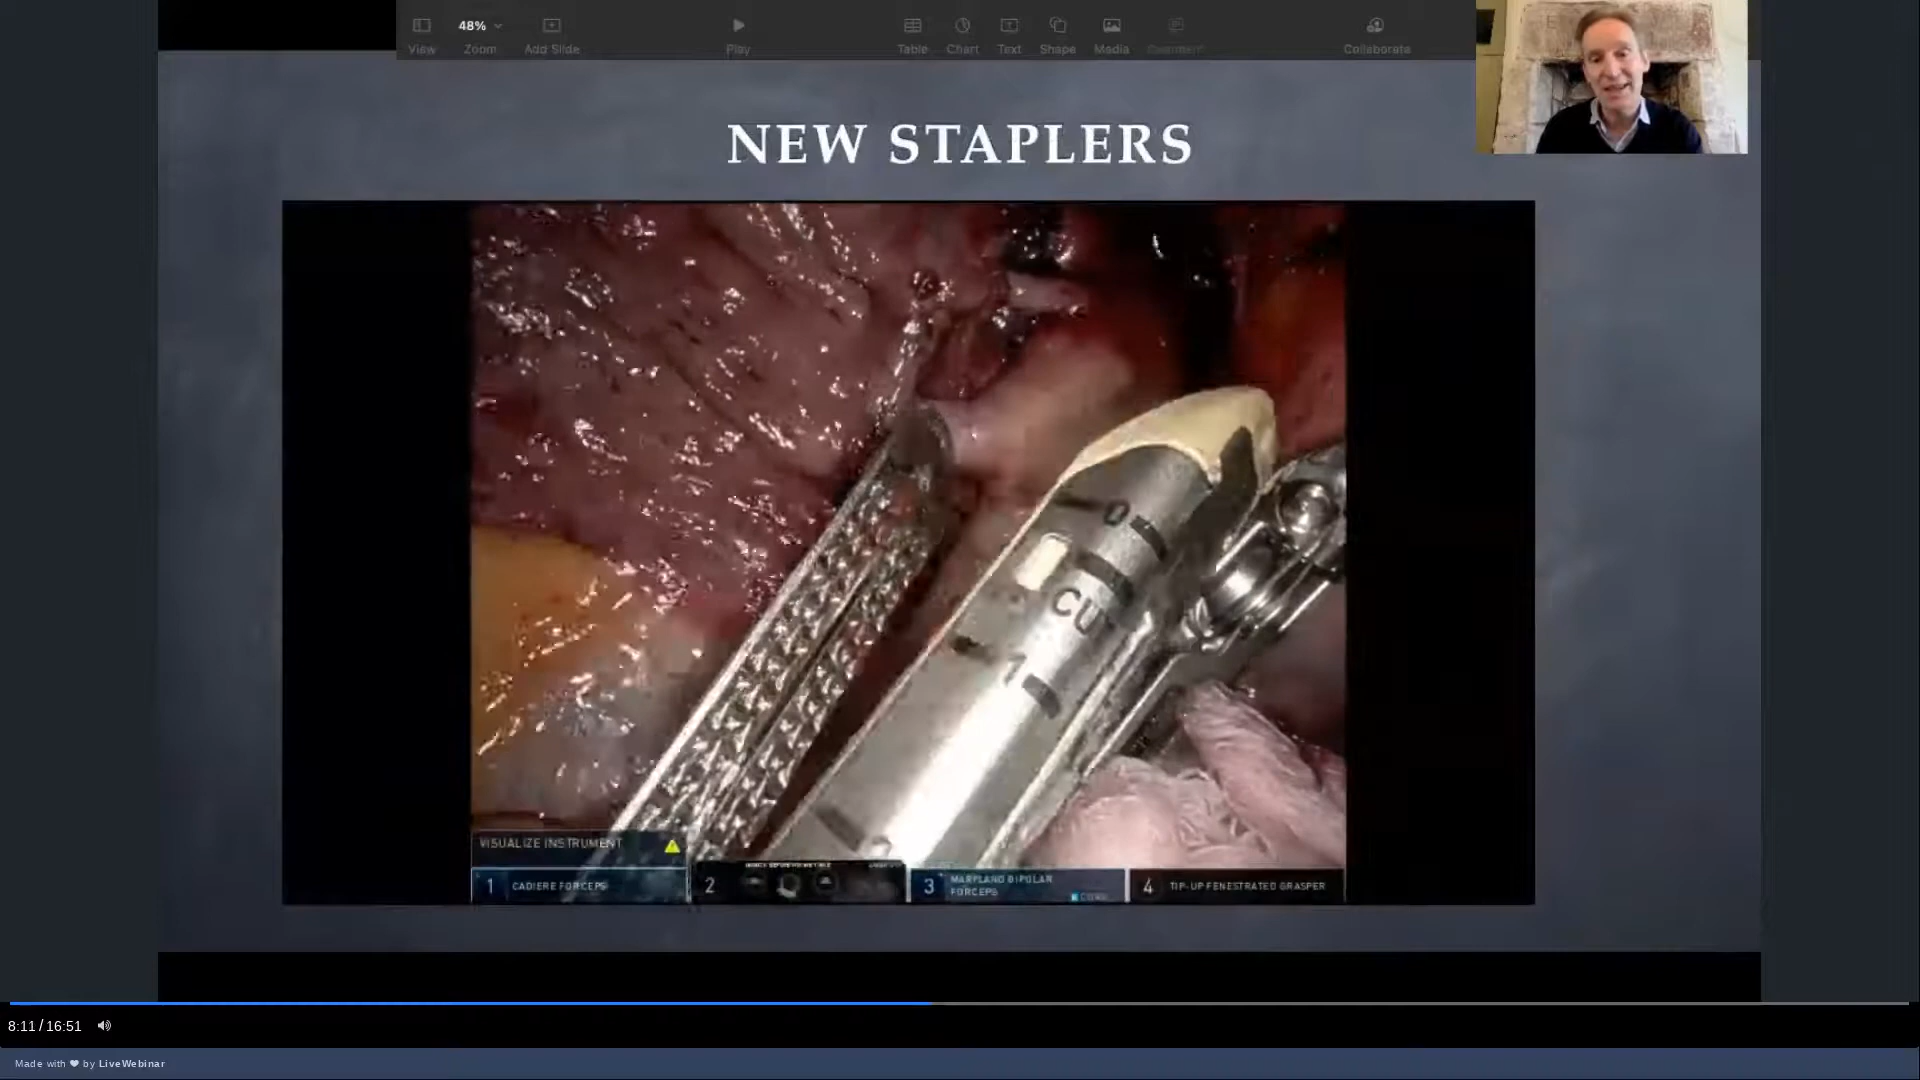 48%
View
Zoom
Add Slide
Play
Table
Chart
Text
Shape
Media
Comment
Collaborate
NEW STAPLERS
0
CU
1
2
VISUALIZE INSTRUMENT
1 CADIERE FORCEPS
2
3 MARYLAND BIPOLAR
FORCEPS
4 TIP-UP FENESTRATED GRASPER
8:11 / 16:51
Made with ❤ by LiveWebinar